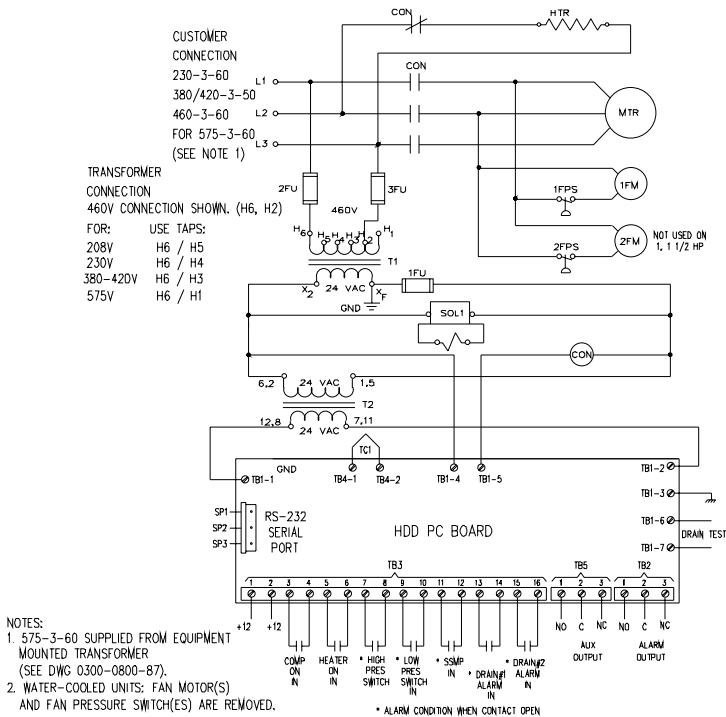 CON
HTR
CUSTOMER
CONNECTION
230-3-60
380/420-3-50
460-3-60
FOR 575-3-60
(SEE NOTE 1)
L1
L2
L3
CON
MTR
TRANSFORMER
CONNECTION
460V CONNECTION SHOWN. (H6, H2)
FOR: USE TAPS:
208V H6 / H5
230V H6 / H4
380-420V H6 / H3
575V H6 / H1
2FU
3FU
460V
1FPS
1FM
2FPS
2FM
NOT USED ON
1, 1 1/2 HP
H6 H5 H4 H3 H2 H1
T1
X2 24 VAC XF
GND
1FU
SOL1
CON
6,2 24 VAC 1,5
T2
12,8 24 VAC 7,11
TC1
GND
TB1-1
TB4-1
TB4-2
TB1-4
TB1-5
TB1-2
TB1-3
TB1-6
TB1-7
DRAIN TEST
SP1
SP2
SP3
RS-232
SERIAL
PORT
HDD PC BOARD
TB3
TB5
TB2
1 2 3 4 5 6 7 8 9 10 11 12 13 14 15 16
1 2 3
1 2 3
+12
+12
NO C NC
NO C NC
COMP
ON
IN
HEATER
ON
IN
* HIGH
PRES
SWITCH
* LOW
PRES
SWITCH
IN
* SSMP
IN
* DRAIN#1
ALARM
IN
* DRAIN#2
ALARM
IN
AUX
OUTPUT
ALARM
OUTPUT
NOTES:
1. 575-3-60 SUPPLIED FROM EQUIPMENT
MOUNTED TRANSFORMER
(SEE DWG 0300-0800-87).
2. WATER-COOLED UNITS: FAN MOTOR(S)
AND FAN PRESSURE SWITCH(ES) ARE REMOVED.
* ALARM CONDITION WHEN CONTACT OPEN